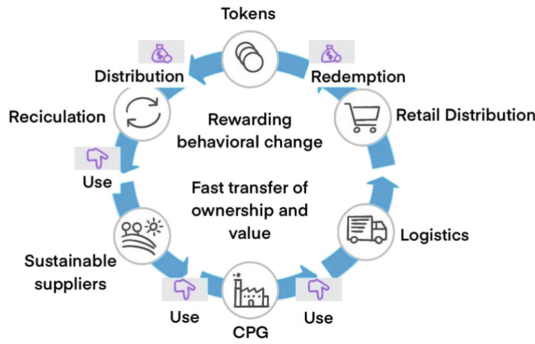 Tokens
Distribution
Redemption
Reciculation
Rewarding
behavioral change
Retail Distribution
Use
Fast transfer of
ownership and
value
Logistics
Sustainable
suppliers
Use
CPG
Use